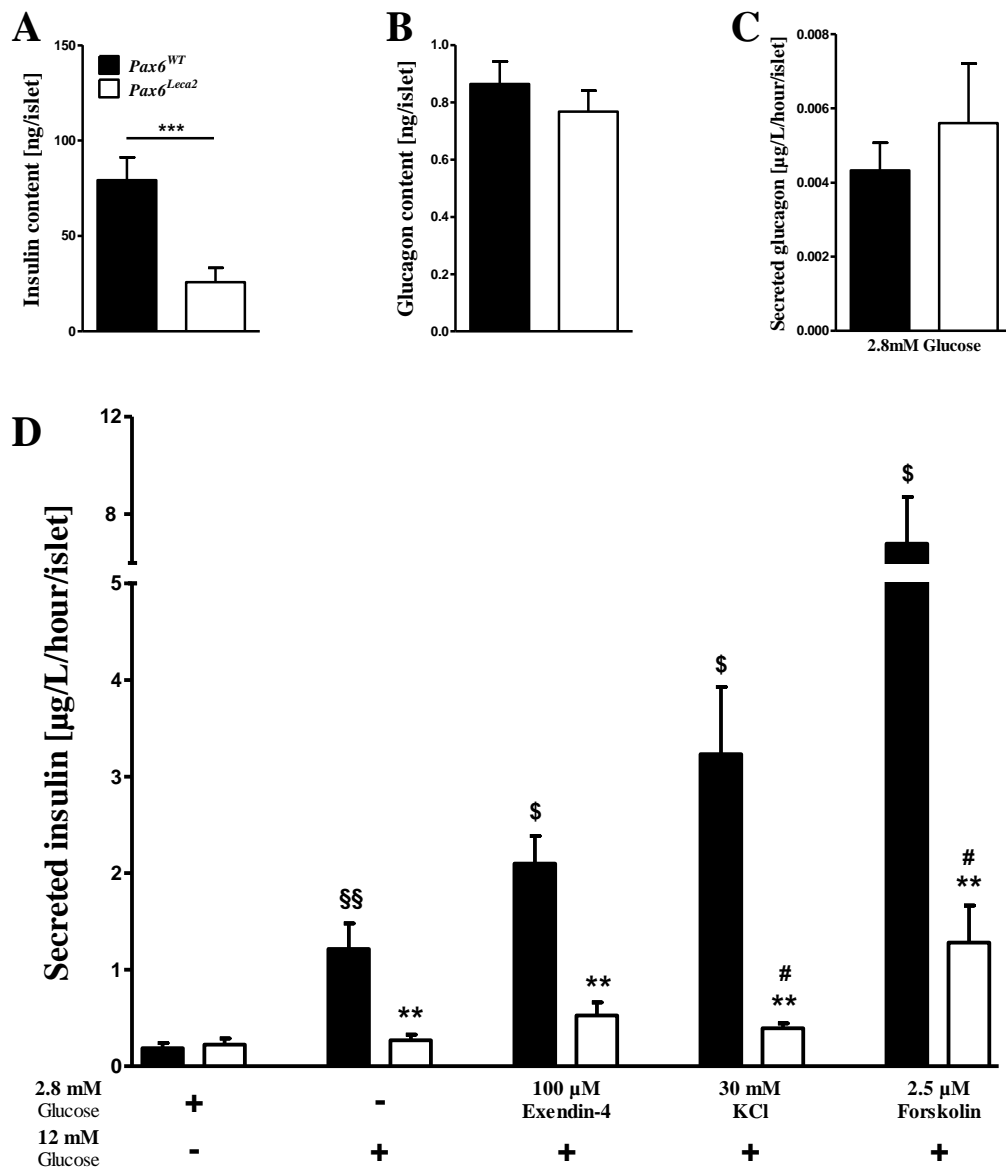 A
Insulin content [ng/islet]
150
100
50
0
Pax6WT
Pax6Leca2
***
B
Glucagon content [ng/islet]
1.0
0.8
0.6
0.4
0.2
0.0
C
Secreted glucagon [µg/L/hour/islet]
0.008
0.006
0.004
0.002
0.000
2.8mM Glucose
D
Secreted insulin [µg/L/hour/islet]
12
8
5
4
3
2
1
0
§§
**
$
**
$
#
**
$
#
**
2.8 mM Glucose + - 100 µM Exendin-4 30 mM KCl 2.5 µM Forskolin
12 mM Glucose - + + + +